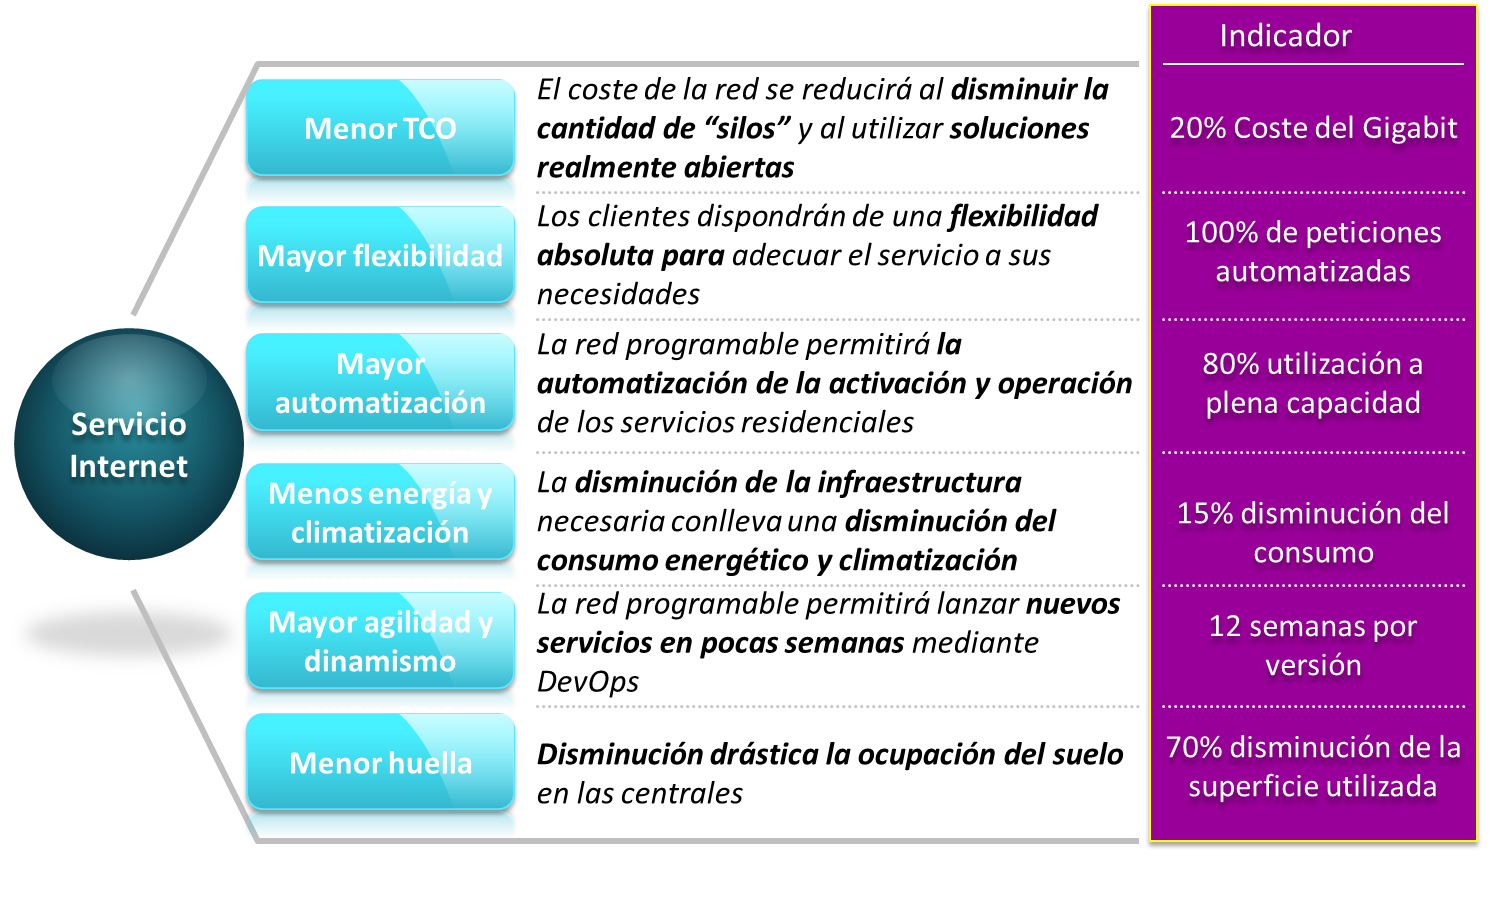 Indicador
Servicio
Internet
Menor TCO
El coste de la red se reducirá al disminuir la
cantidad de “silos” y al utilizar soluciones
realmente abiertas
20% Coste del Gigabit
Mayor flexibilidad
Los clientes dispondrán de una flexibilidad
absoluta para adecuar el servicio a sus
necesidades
100% de peticiones
automatizadas
Mayor
automatización
La red programable permitirá la
automatización de la activación y operación
de los servicios residenciales
80% utilización a
plena capacidad
Menos energía y
climatización
La disminución de la infraestructura
necesaria conlleva una disminución del
consumo energético y climatización
15% disminución del
consumo
Mayor agilidad y
dinamismo
La red programable permitirá lanzar nuevos
servicios en pocas semanas mediante
DevOps
12 semanas por
versión
Menor huella
Disminución drástica la ocupación del suelo
en las centrales
70% disminución de la
superficie utilizada